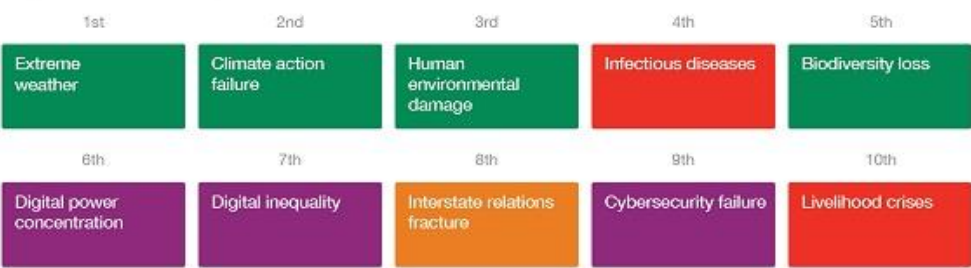 1st 2nd 3rd 4th 5th
Extreme
weather
Climate action
failure
Human
environmental
damage
Infectious diseases
Biodiversity loss
6th 7th 8th 9th 10th
Digital power
concentration
Digital inequality
Interstate relations
fracture
Cybersecurity failure
Livelihood crises